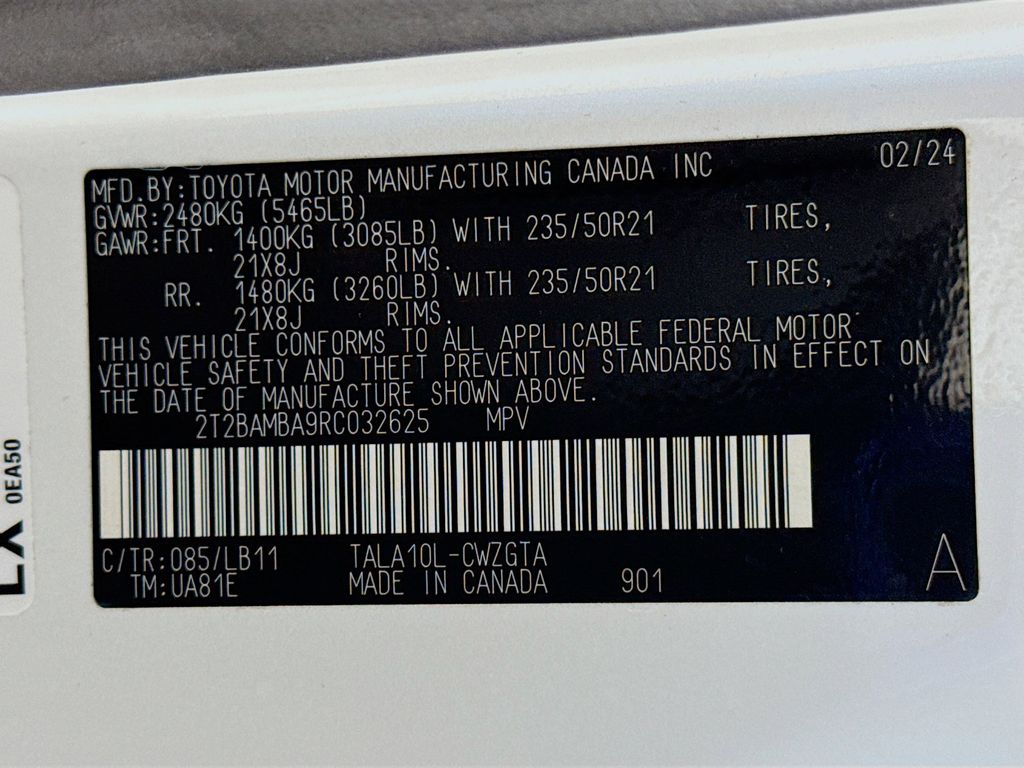 MFD.BY:TOYOTA MOTOR MANUFACTURING CANADA INC 02/24
GVWR:2480KG (5465LB)
GAWR:FRT. 1400KG (3085LB) WITH 235/50R21 TIRES,
21X8J RIMS.
RR. 1480KG (3260LB) WITH 235/50R21 TIRES,
21X8J RIMS.
THIS VEHICLE CONFORMS TO ALL APPLICABLE FEDERAL MOTOR
VEHICLE SAFETY AND THEFT PREVENTION STANDARDS IN EFFECT ON
THE DATE OF MANUFACTURE SHOWN ABOVE.
2T2BAMBA9RC032625 MPV
C/TR:085/LB11 TALA10L-CWZGTA
TM:UA81E MADE IN CANADA 901 A
0EA50